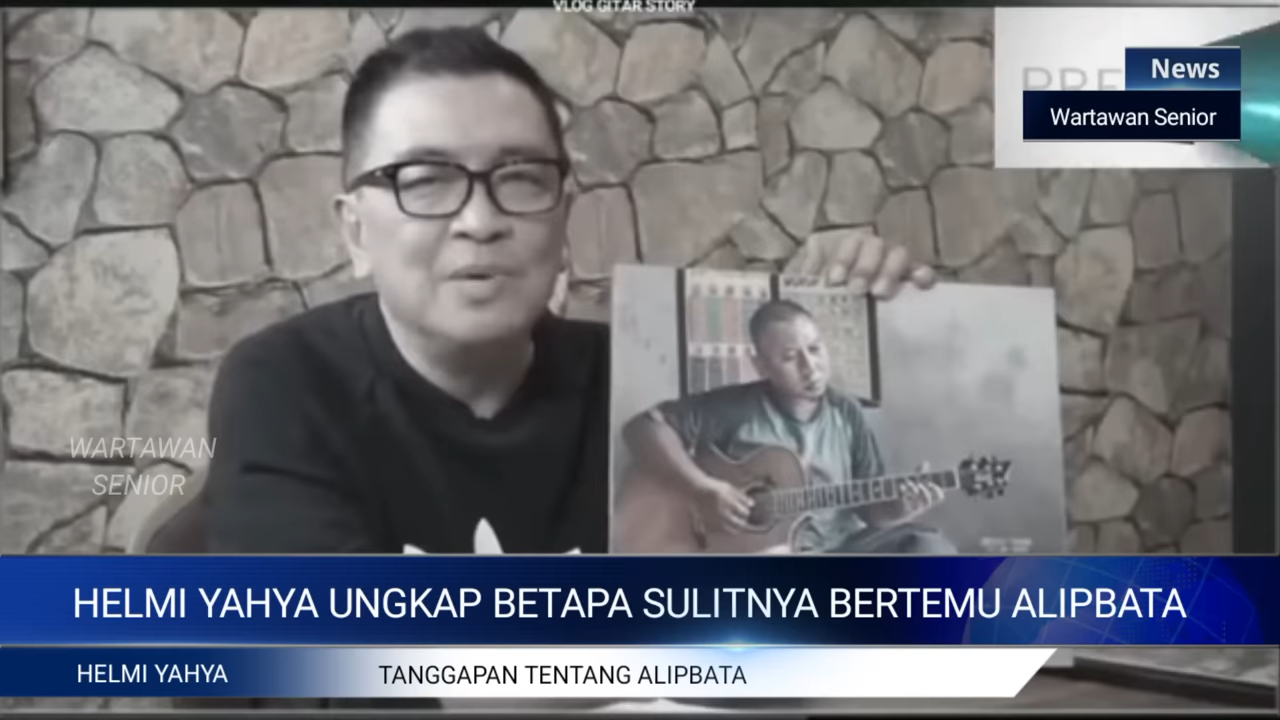 VLOG GITAR STORY
News
PRE
Wartawan Senior
WARTAWAN
SENIOR
HELMI YAHYA UNGKAP BETAPA SULITNYA BERTEMU ALIPBATA
HELMI YAHYA
TANGGAPAN TENTANG ALIPBATA